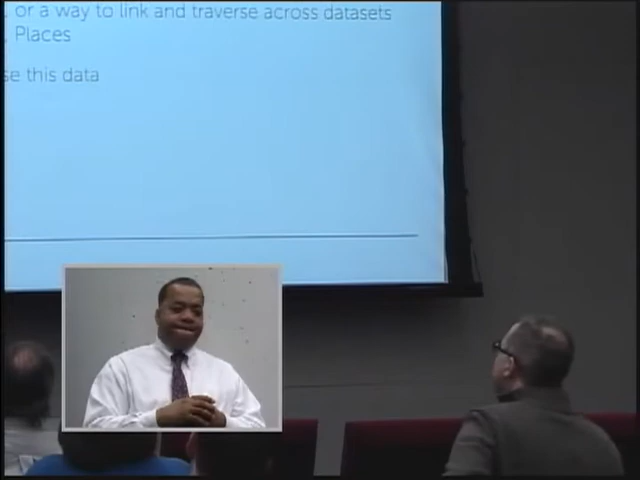 or a way to link and traverse across datasets
, Places
se this data